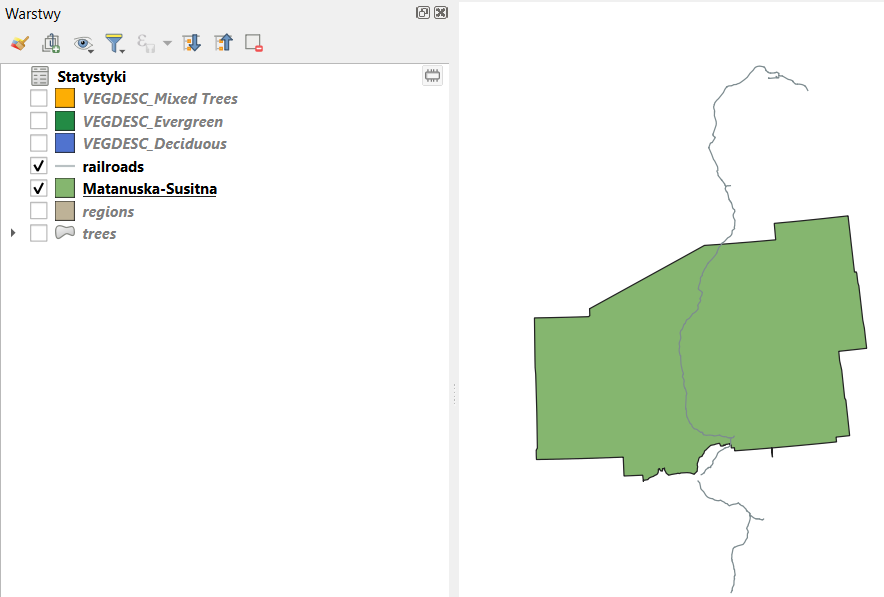 Warstwy
Statystyki
VEGDESC_Mixed Trees
VEGDESC_Evergreen
VEGDESC_Deciduous
railroads
Matanuska-Susitna
regions
trees